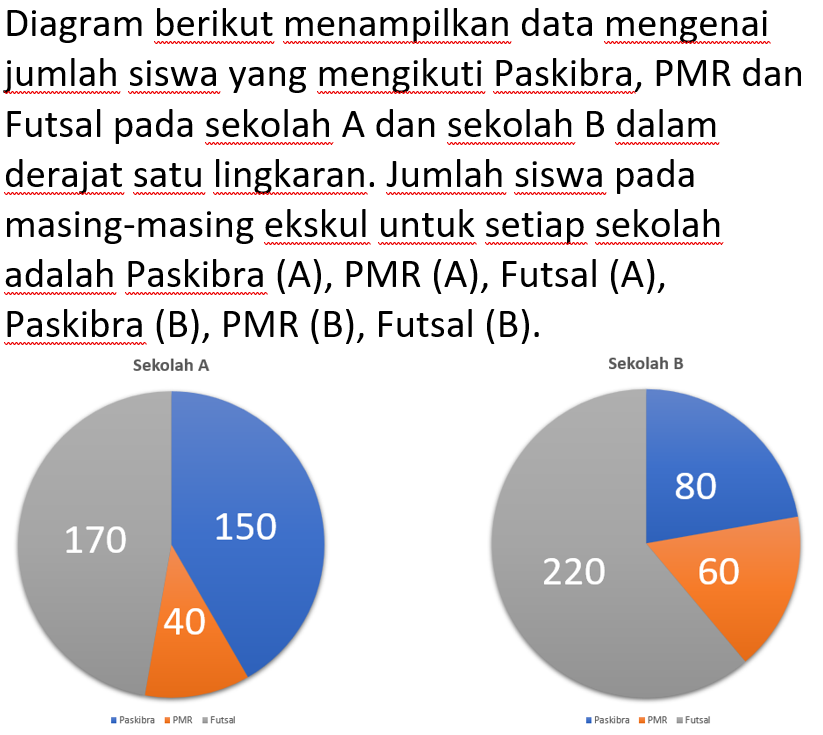 Diagram berikut menampilkan data mengenai
jumlah siswa yang mengikuti Paskibra, PMR dan
Futsal pada sekolah A dan sekolah B dalam
derajat satu lingkaran. Jumlah siswa pada
masing-masing ekskul untuk setiap sekolah
adalah Paskibra (A), PMR (A), Futsal (A),
Paskibra (B), PMR (B), Futsal (B).
Sekolah A
170
150
40
Paskibra PMR Futsal
Sekolah B
80
60
220
Paskibra PMR Futsal